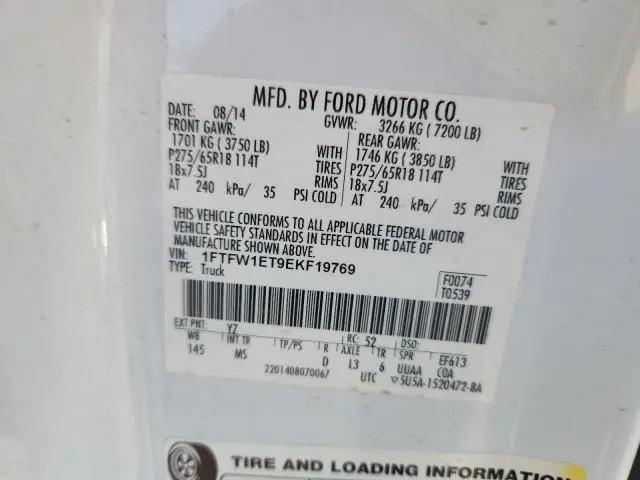 MFD. BY FORD MOTOR CO.
DATE: 08/14 GVWR: 3266 KG ( 7200 LB)
FRONT GAWR: REAR GAWR:
1701 KG ( 3750 LB) WITH 1746 KG ( 3850 LB) WITH
P275/65R18 114T TIRES P275/65R18 114T TIRES
18x7.5J RIMS 18x7.5J RIMS
AT 240 kPa/ 35 PSI COLD AT 240 kPa/ 35 PSI COLD
THIS VEHICLE CONFORMS TO ALL APPLICABLE FEDERAL MOTOR
VEHICLE SAFETY STANDARDS IN EFFECT ON THE DATE OF
MANUFACTURE SHOWN ABOVE.
VIN: 1FTFW1ET9EKF19769 F0074
TYPE: Truck T0539
EXT PNT: YZ RC: 52 DSO:
WB INT TR TP/PS R AXLE TR SPR EF613
145 MS D L3 6 UUAA COA
2201408070067 UTC ▽5U5A-1520472-BA
TIRE AND LOADING INFORMATION